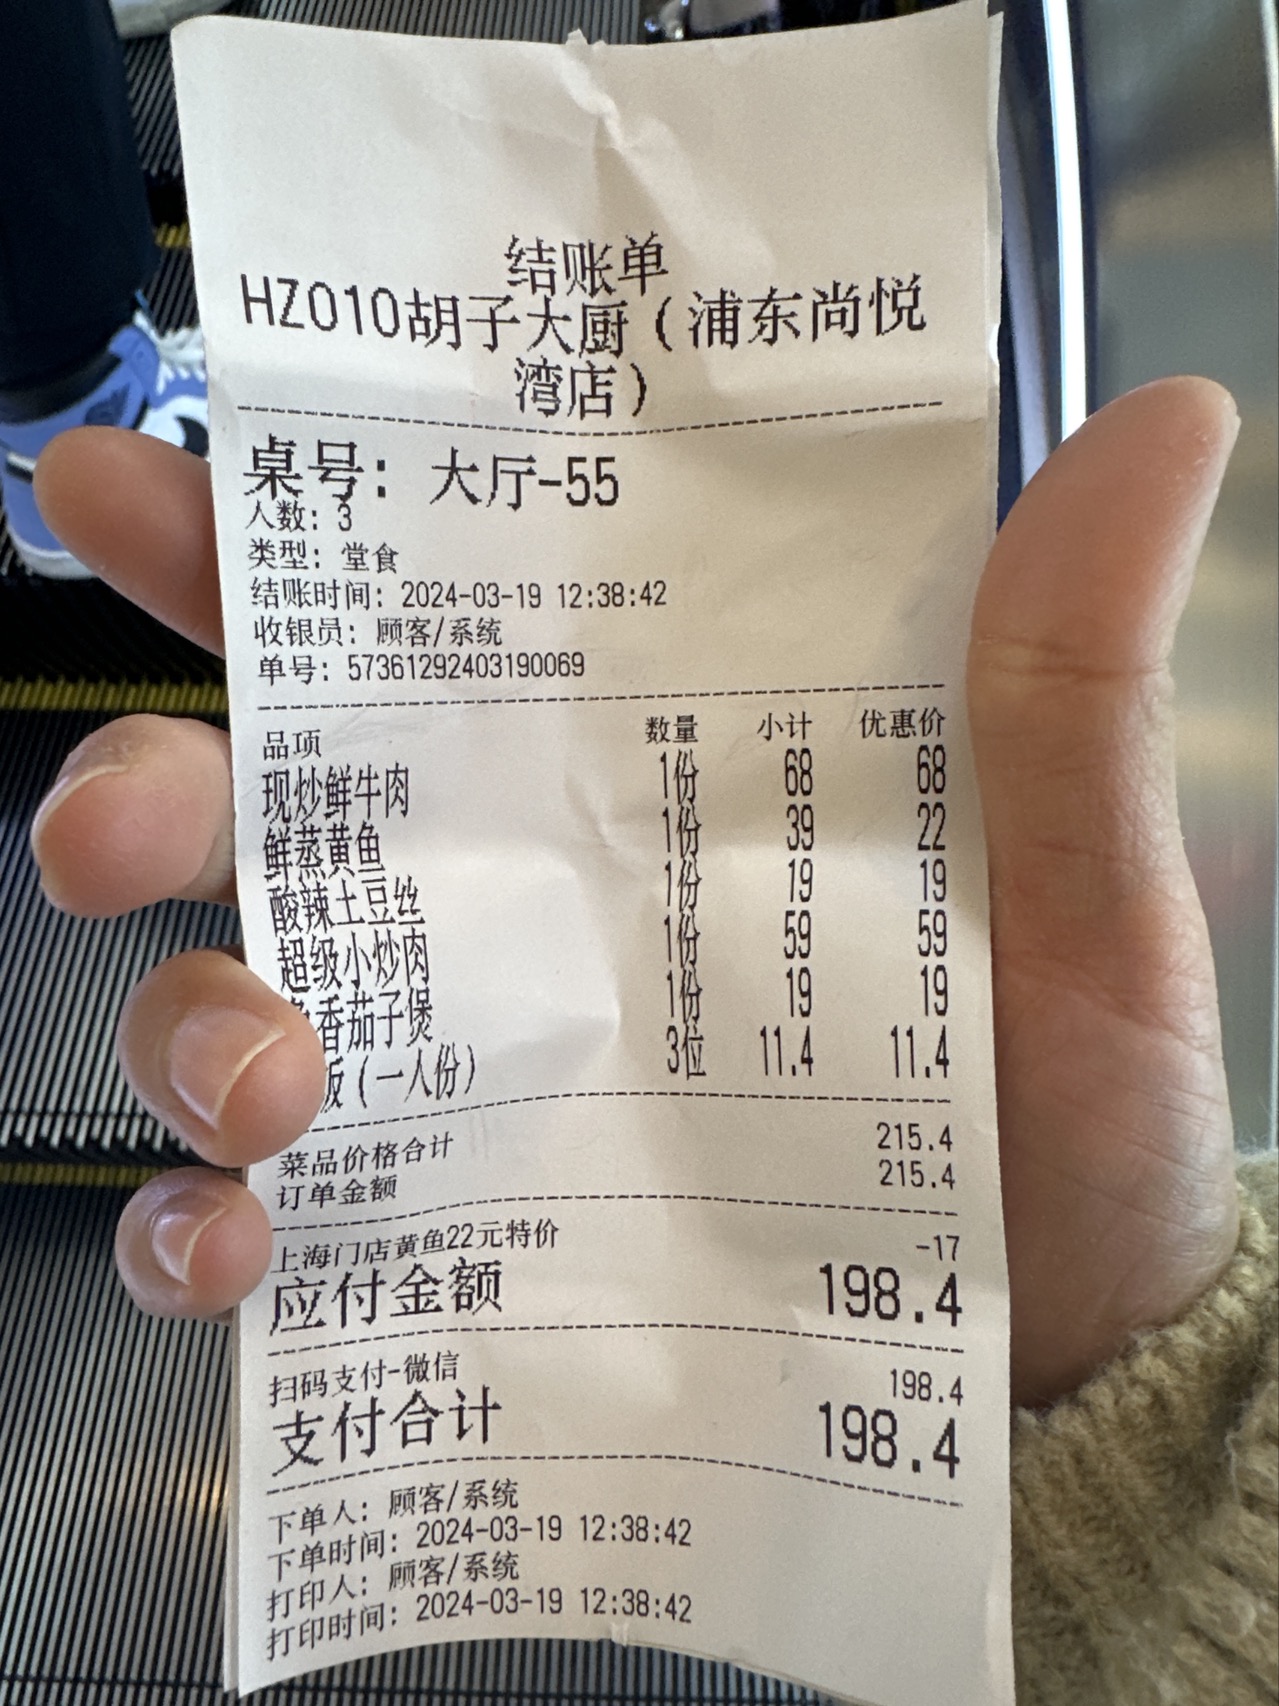 结账单
HZ010胡子大厨（浦东尚悦
湾店）
桌号：大厅-55
人数：3
类型：堂食
结账时间：2024-03-19 12:38:42
收银员：顾客/系统
单号：573612924031900​69
品项 数量 小计 优惠价
现炒鲜牛肉 1份 68 68
鲜蒸黄鱼 1份 39 22
酸辣土豆丝 1份 19 19
超级小炒肉 1份 59 59
香茄子煲 1份 19 19
饭（一人份） 3位 11.4 11.4
菜品价格合计 215.4
订单金额 215.4
上海门店黄鱼22元特价 -17
应付金额 198.4
扫码支付-微信 198.4
支付合计 198.4
下单人：顾客/系统
下单时间：2024-03-19 12:38:42
打印人：顾客/系统
打印时间：2024-03-19 12:38:42